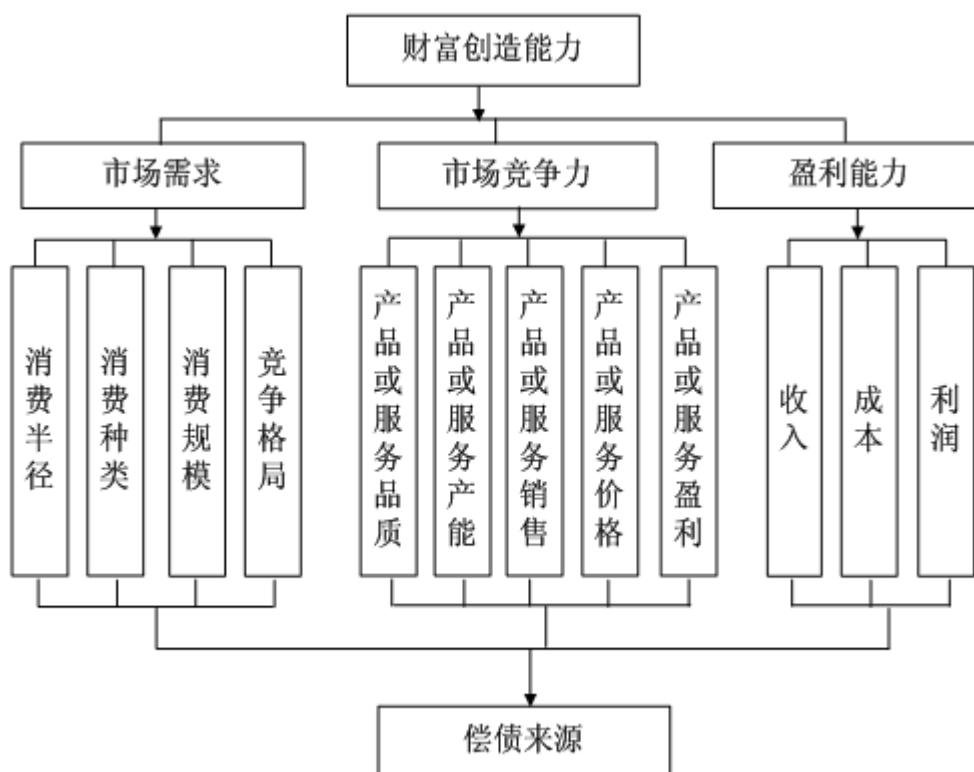 财富创造能力
市场需求
市场竞争力
盈利能力
消费半径
消费种类
消费规模
竞争格局
产品或服务品质
产品或服务产能
产品或服务销售
产品或服务价格
产品或服务盈利
收入
成本
利润
偿债来源